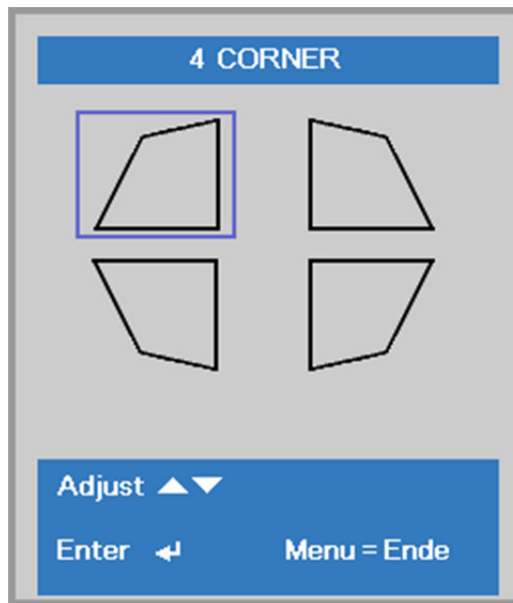 4 CORNER
Adjust ▲▼
Enter ↵
Menu = Ende